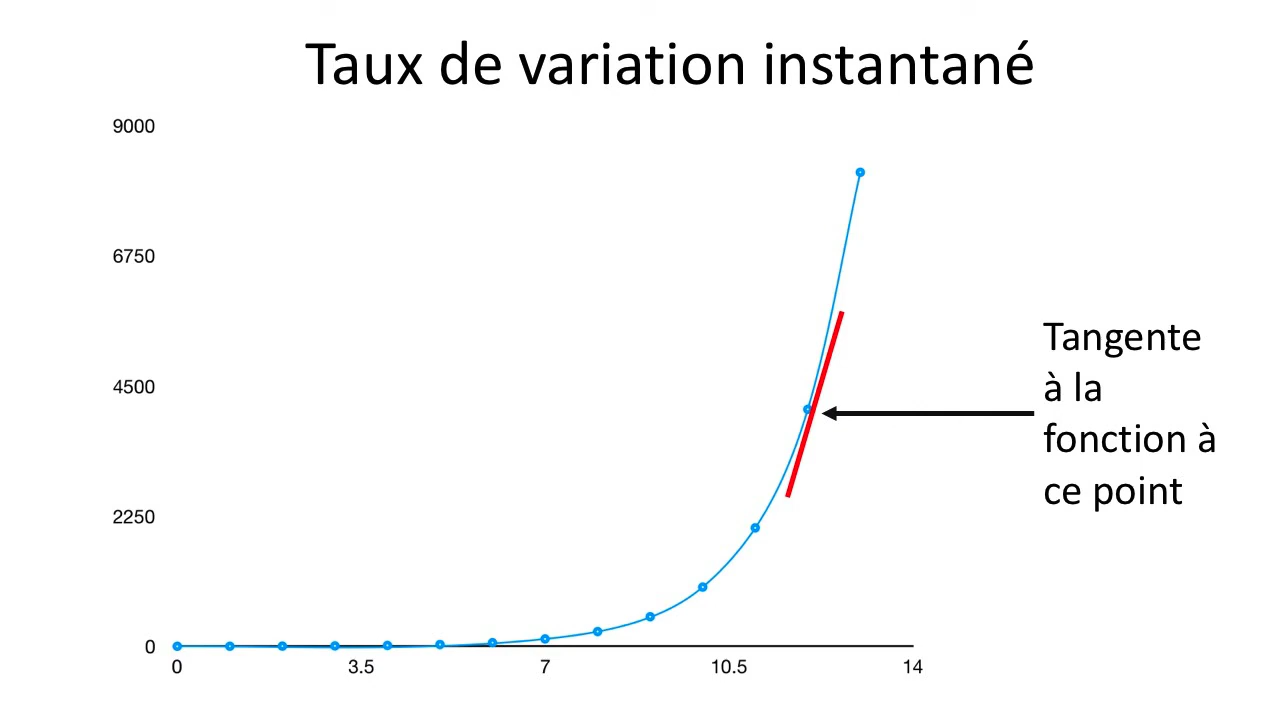 Taux de variation instantané
9000
6750
4500
2250
0
0 3.5 7 10.5 14
Tangente
à la
fonction à
ce point